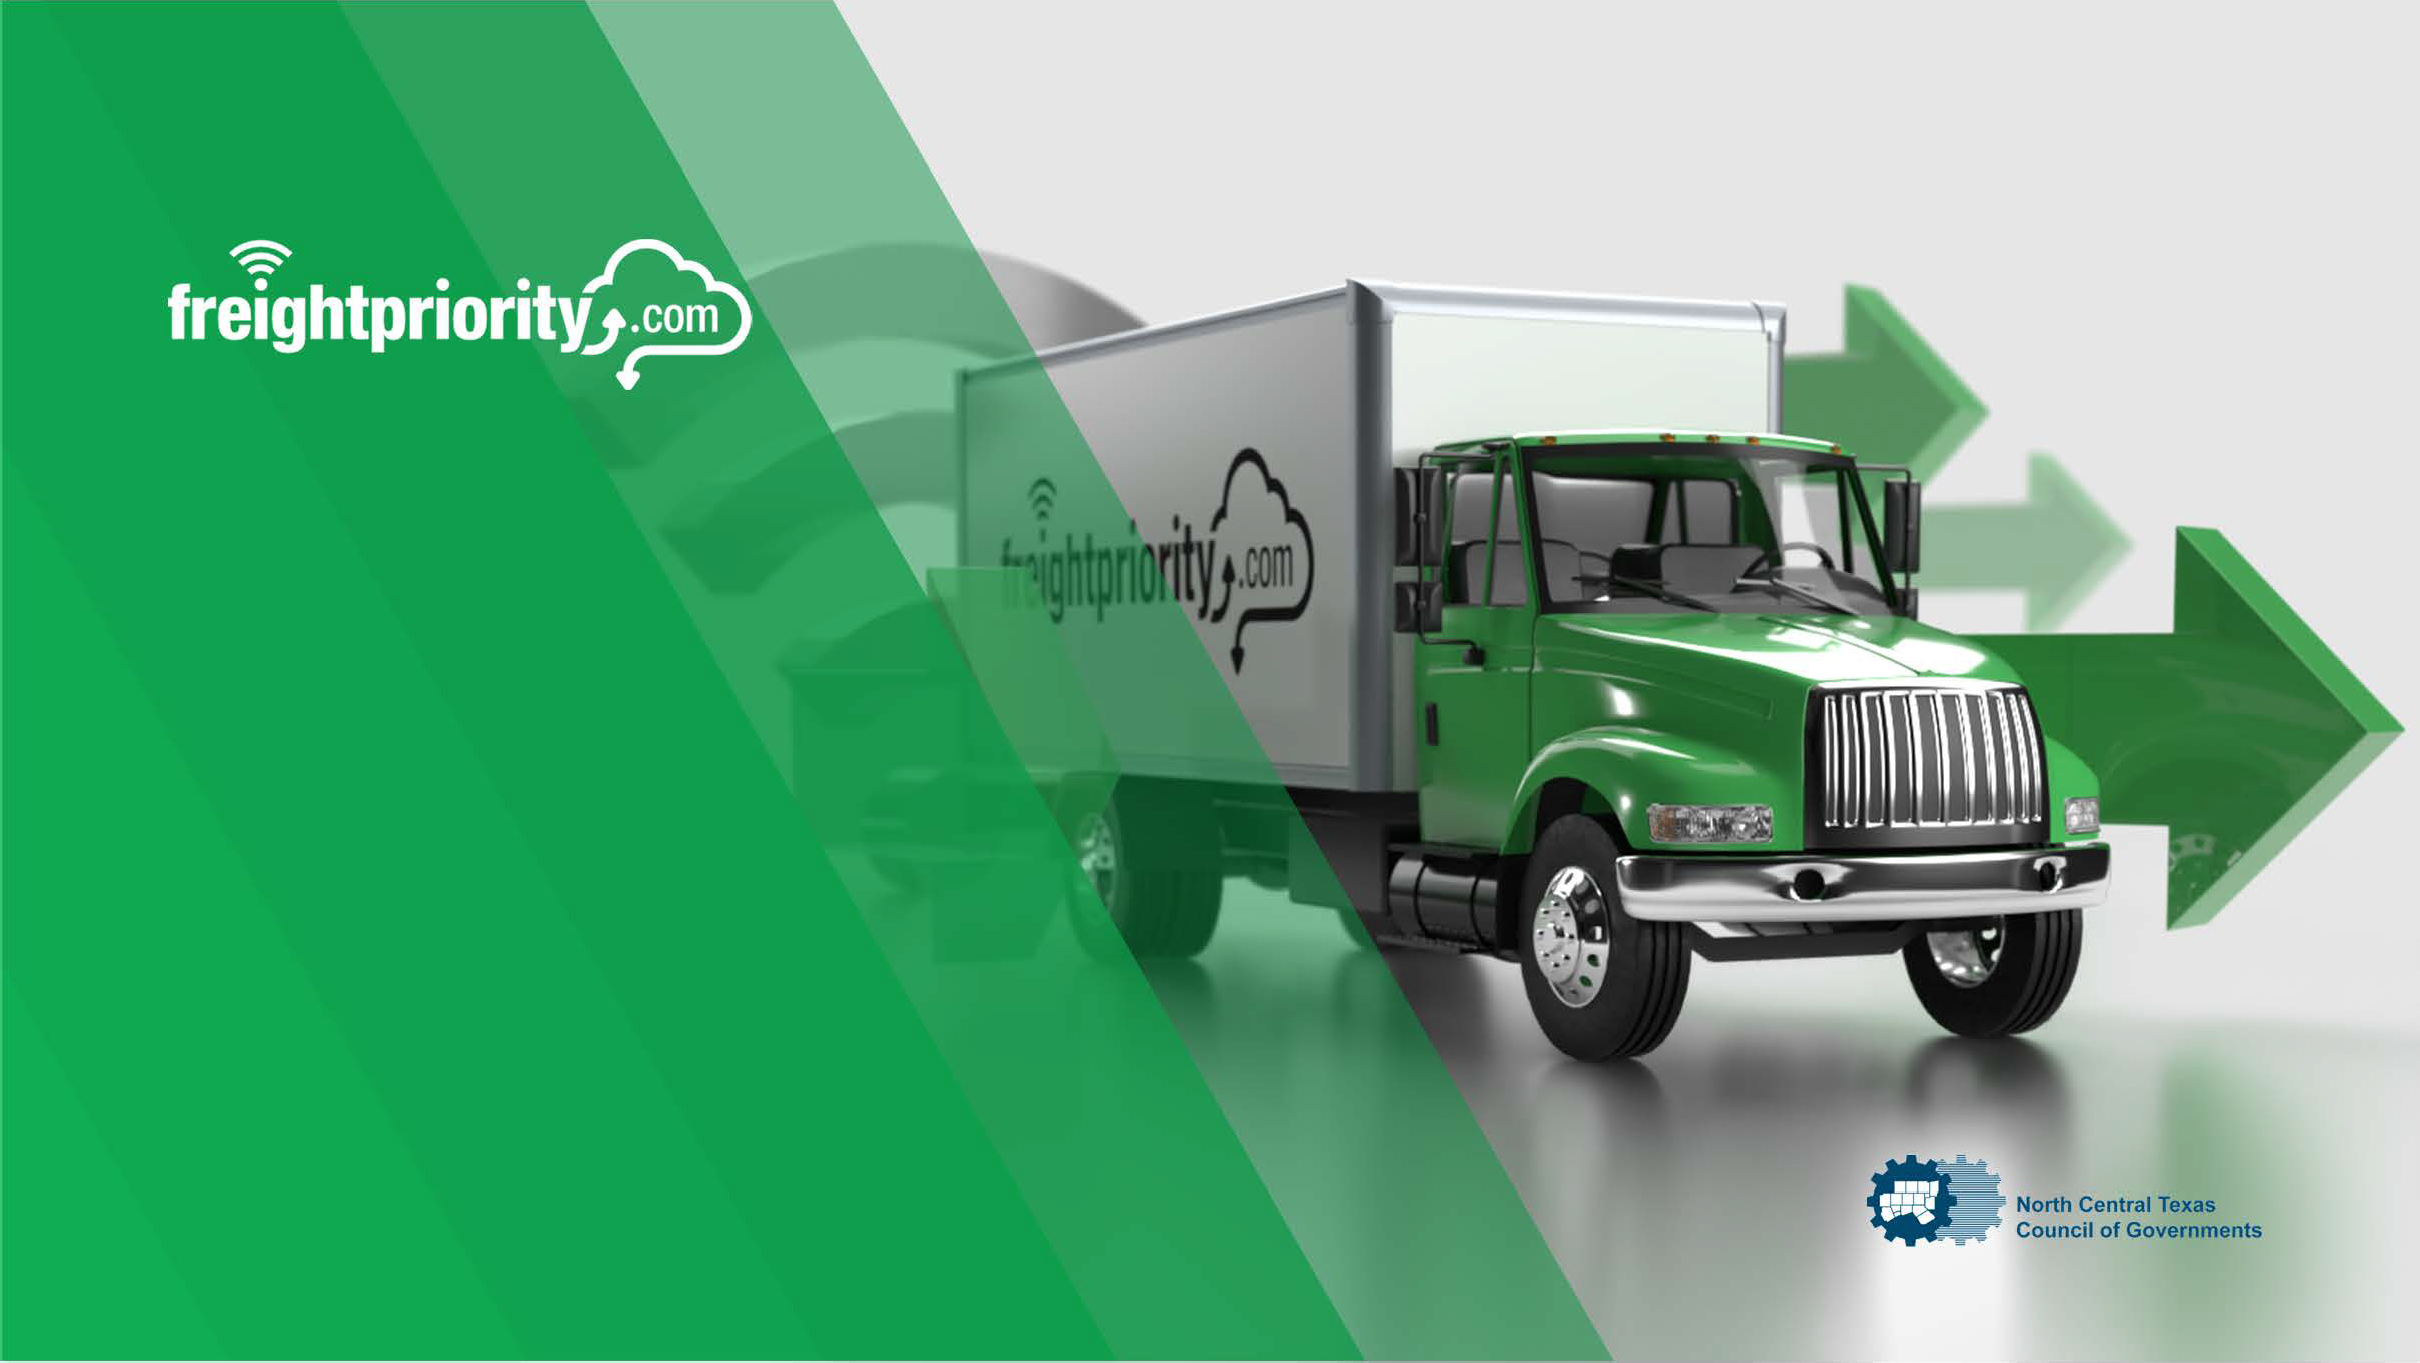 freightpriority.com
freightpriority.com
North Central Texas
Council of Governments